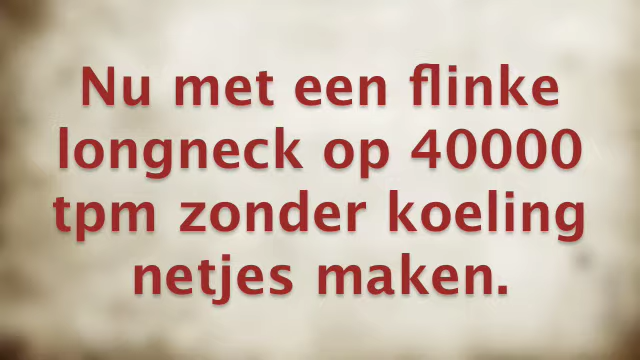 Nu met een flinke
longneck op 40000
tpm zonder koeling
netjes maken.